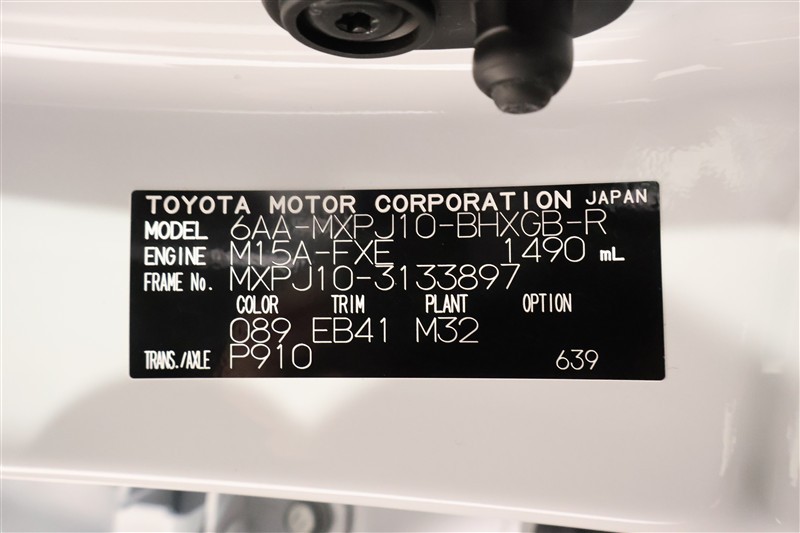 TOYOTA MOTOR CORPORATION JAPAN
MODEL 6AA-MXPJ10-BHXGB-R
ENGINE M15A-FXE 1490 mL
FRAME No. MXPJ10-3133897
COLOR TRIM PLANT OPTION
089 EB41 M32
TRANS./AXLE P910 639